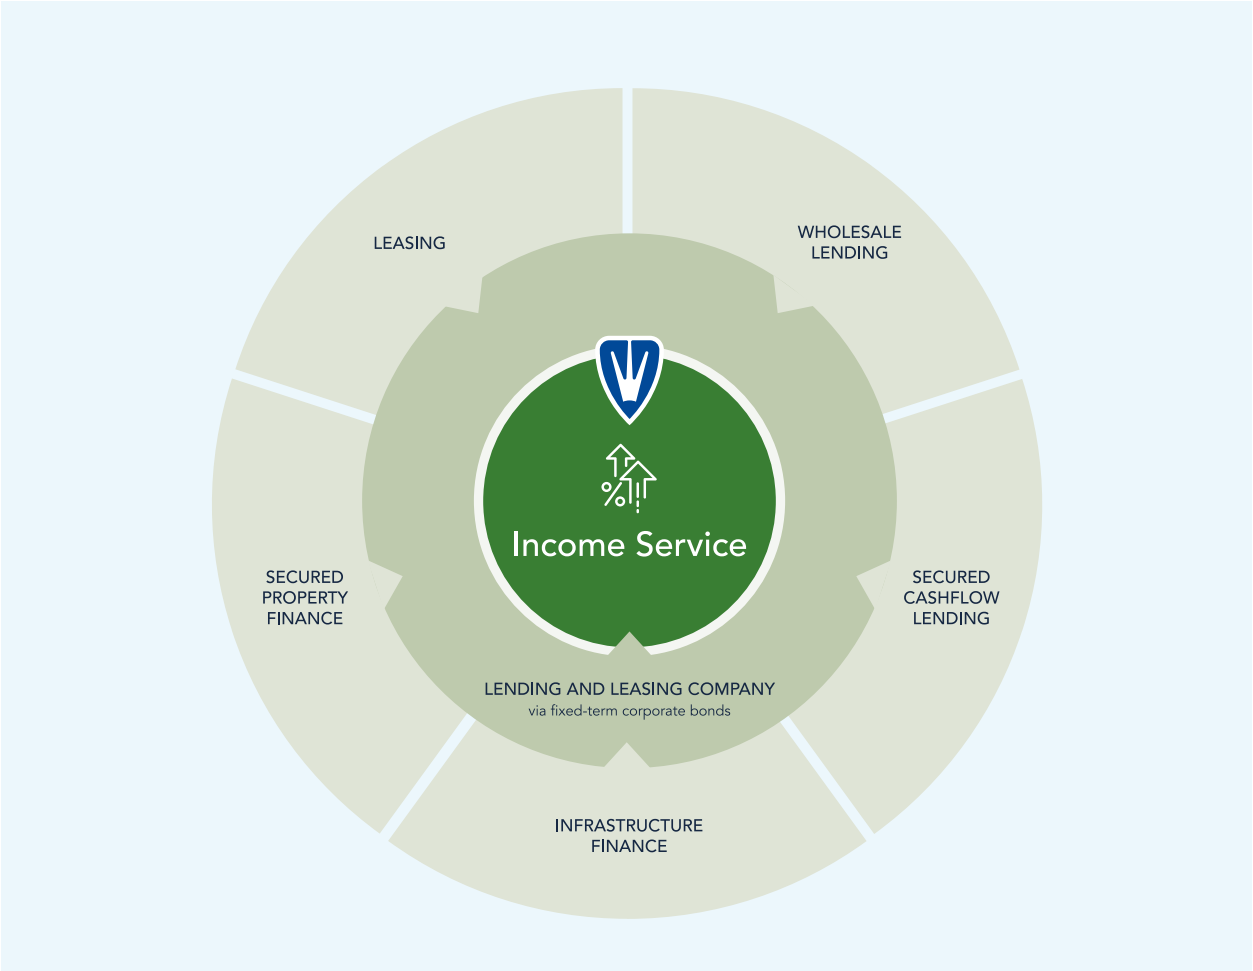 LEASING
WHOLESALE
LENDING
%
Income Service
SECURED
PROPERTY
FINANCE
SECURED
CASHFLOW
LENDING
LENDING AND LEASING COMPANY
via fixed-term corporate bonds
INFRASTRUCTURE
FINANCE